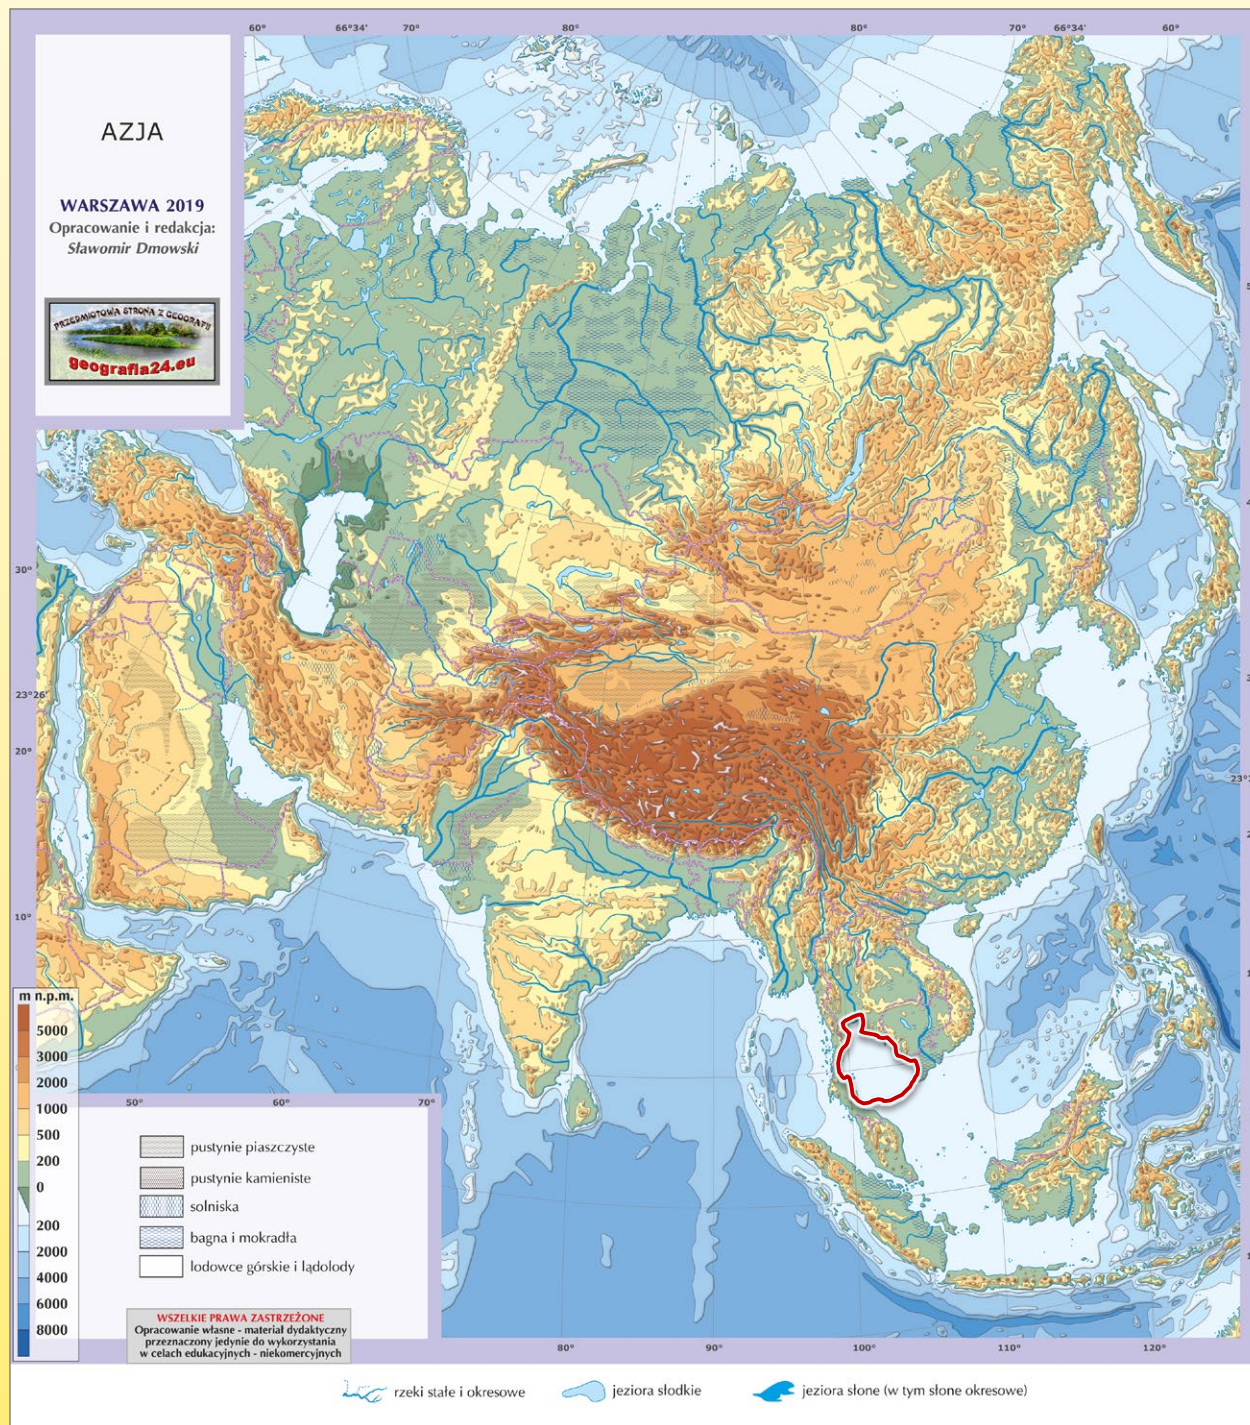 60° 66°34' 70° 80° 80° 70° 66°34' 60°
AZJA
WARSZAWA 2019
Opracowanie i redakcja:
Sławomir Dmowski
PRZEDMIOTOWA STRONA Z GEOGRAFII
geografia24.eu
30°
23°26'
20°
10°
m n.p.m.
5000
3000
2000
1000
500
200
0
200
2000
4000
6000
8000
50° 60° 70°
pustynie piaszczyste
pustynie kamieniste
solniska
bagna i mokradła
lodowce górskie i lądolody
WSZELKIE PRAWA ZASTRZEŻONE
Opracowanie własne - materiał dydaktyczny
przeznaczony jedynie do wykorzystania
w celach edukacyjnych - niekomercyjnych
80° 90° 100° 110° 120°
rzeki stałe i okresowe
jeziora słodkie
jeziora słone (w tym słone okresowe)